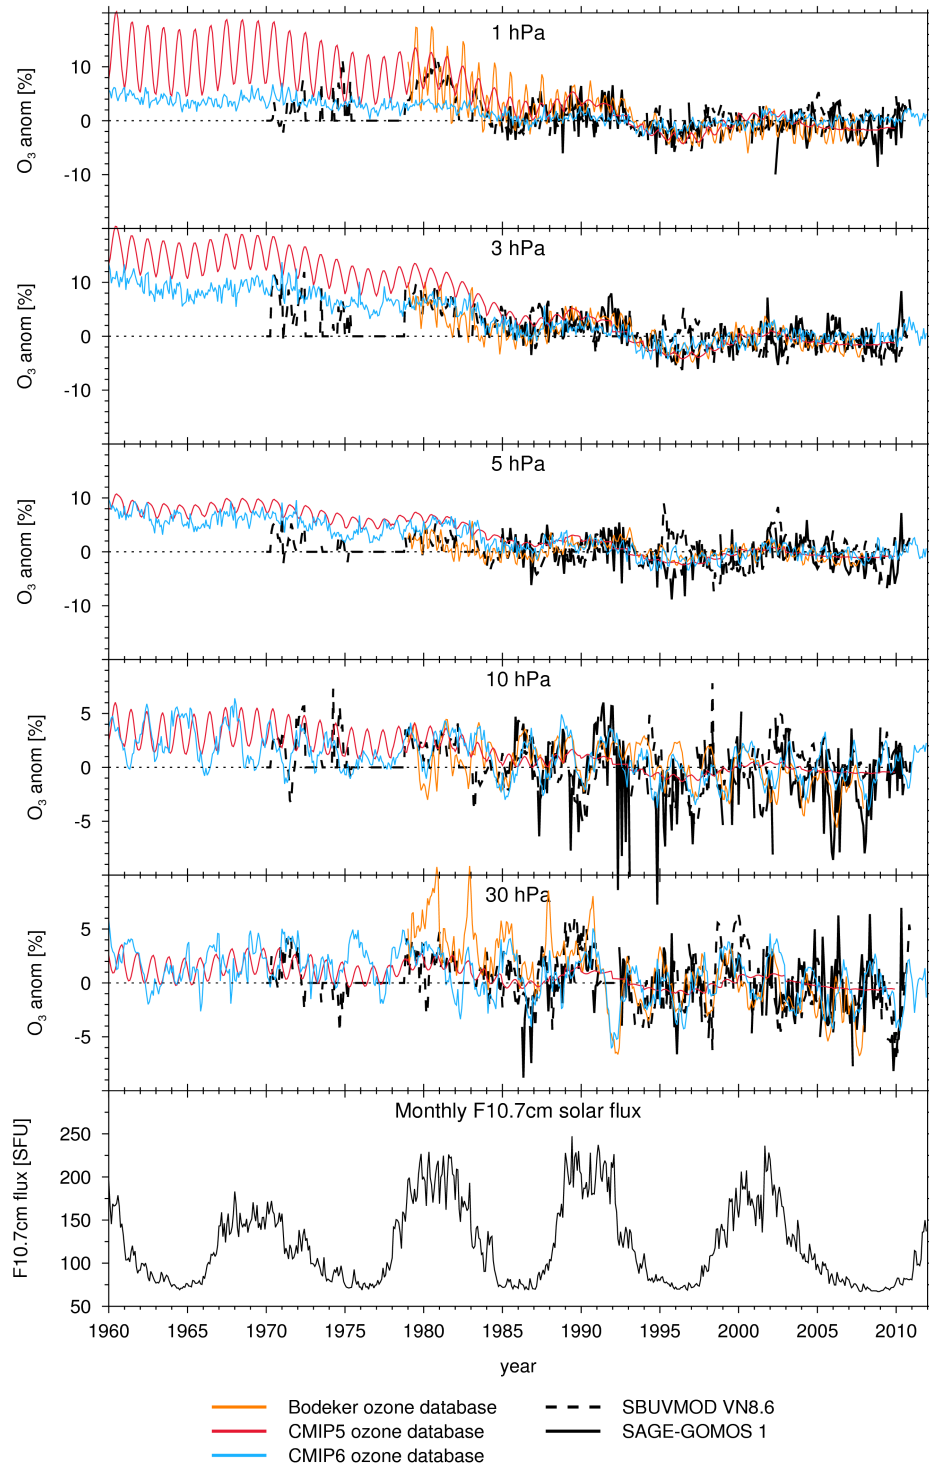 1 hPa
O3 anom [%]
10
0
-10
3 hPa
O3 anom [%]
10
0
-10
5 hPa
O3 anom [%]
10
0
-10
10 hPa
O3 anom [%]
5
0
-5
30 hPa
O3 anom [%]
5
0
-5
Monthly F10.7cm solar flux
F10.7cm flux [SFU]
250
200
150
100
50
1960 1965 1970 1975 1980 1985 1990 1995 2000 2005 2010
year
Bodeker ozone database SBUVMOD VN8.6
CMIP5 ozone database SAGE-GOMOS 1
CMIP6 ozone database